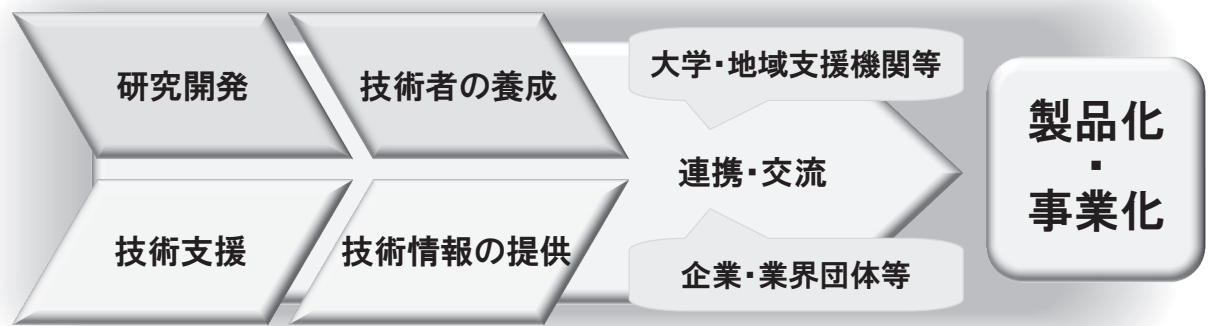 研究開発
技術者の養成
技術支援
技術情報の提供
大学・地域支援機関等
連携・交流
企業・業界団体等
製品化
・
事業化